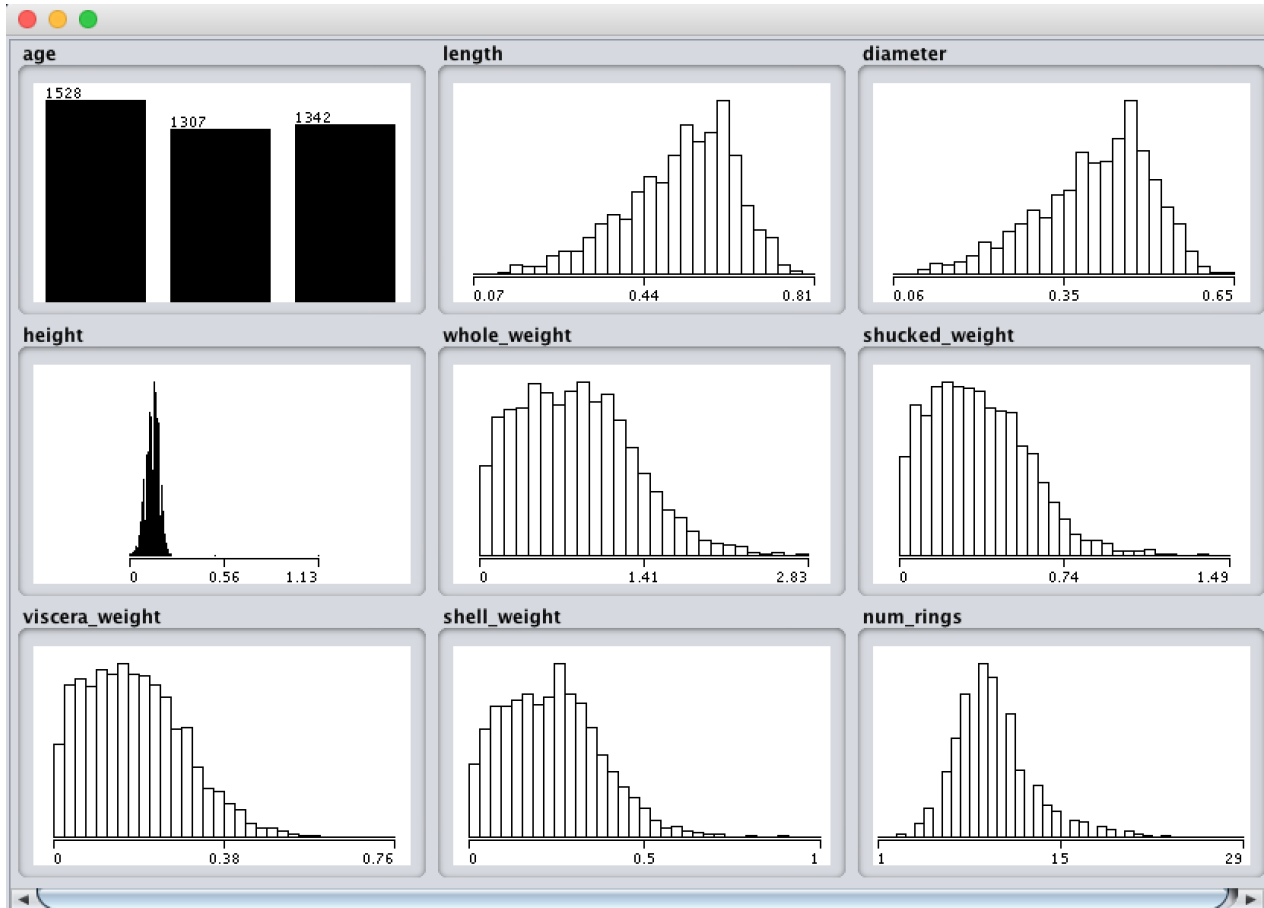 age
length
diameter
1528
1307
1342
0.07 0.44 0.81
0.06 0.35 0.65
height
whole_weight
shucked_weight
0 0.56 1.13
0 1.41 2.83
0 0.74 1.49
viscera_weight
shell_weight
num_rings
0 0.38 0.76
0 0.5 1
1 15 29